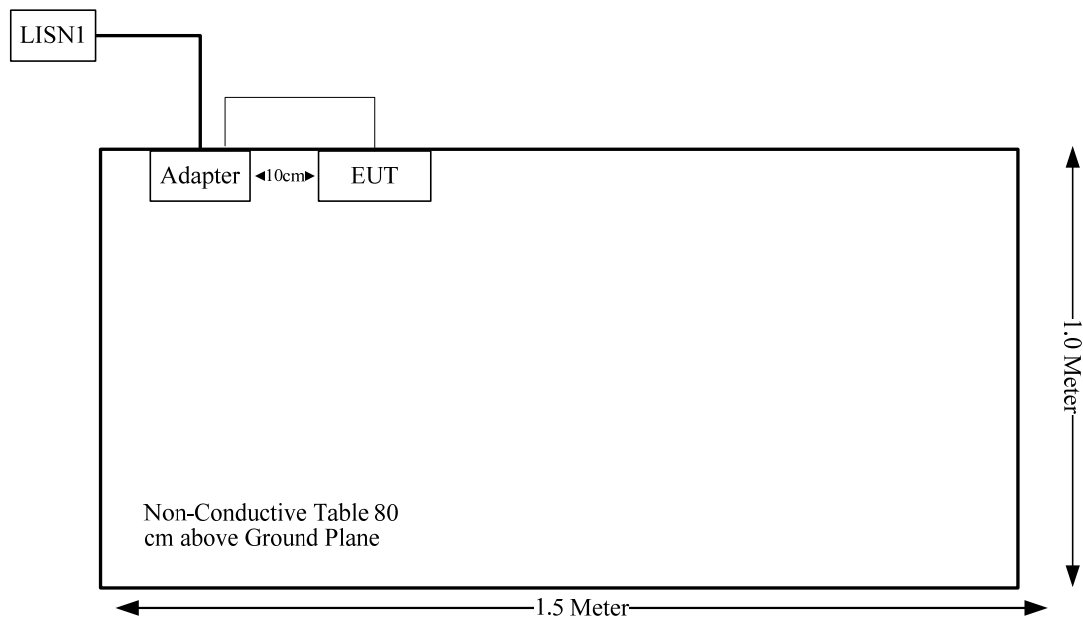 LISN1
Adapter
10cm
EUT
1.0 Meter
Non-Conductive Table 80
cm above Ground Plane
1.5 Meter